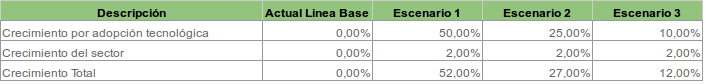 Descripción Actual Linea Base Escenario 1 Escenario 2 Escenario 3
Crecimiento por adopción tecnológica 0,00% 50,00% 25,00% 10,00%
Crecimiento del sector 0,00% 2,00% 2,00% 2,00%
Crecimiento Total 0,00% 52,00% 27,00% 12,00%